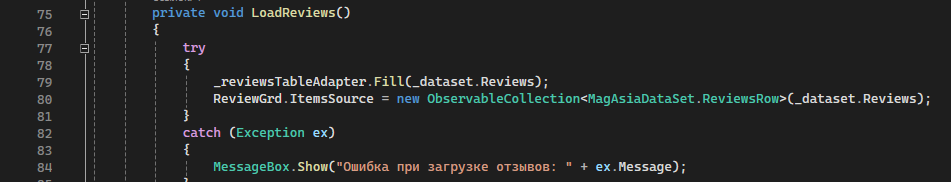 75 private void LoadReviews()
76 {
77 try
78 {
79 _reviewsTableAdapter.Fill(_dataset.Reviews);
80 ReviewGrd.ItemsSource = new ObservableCollection<MagAsiaDataSet.ReviewsRow>(_dataset.Reviews);
81 }
82 catch (Exception ex)
83 {
84 MessageBox.Show("Ошибка при загрузке отзывов: " + ex.Message);